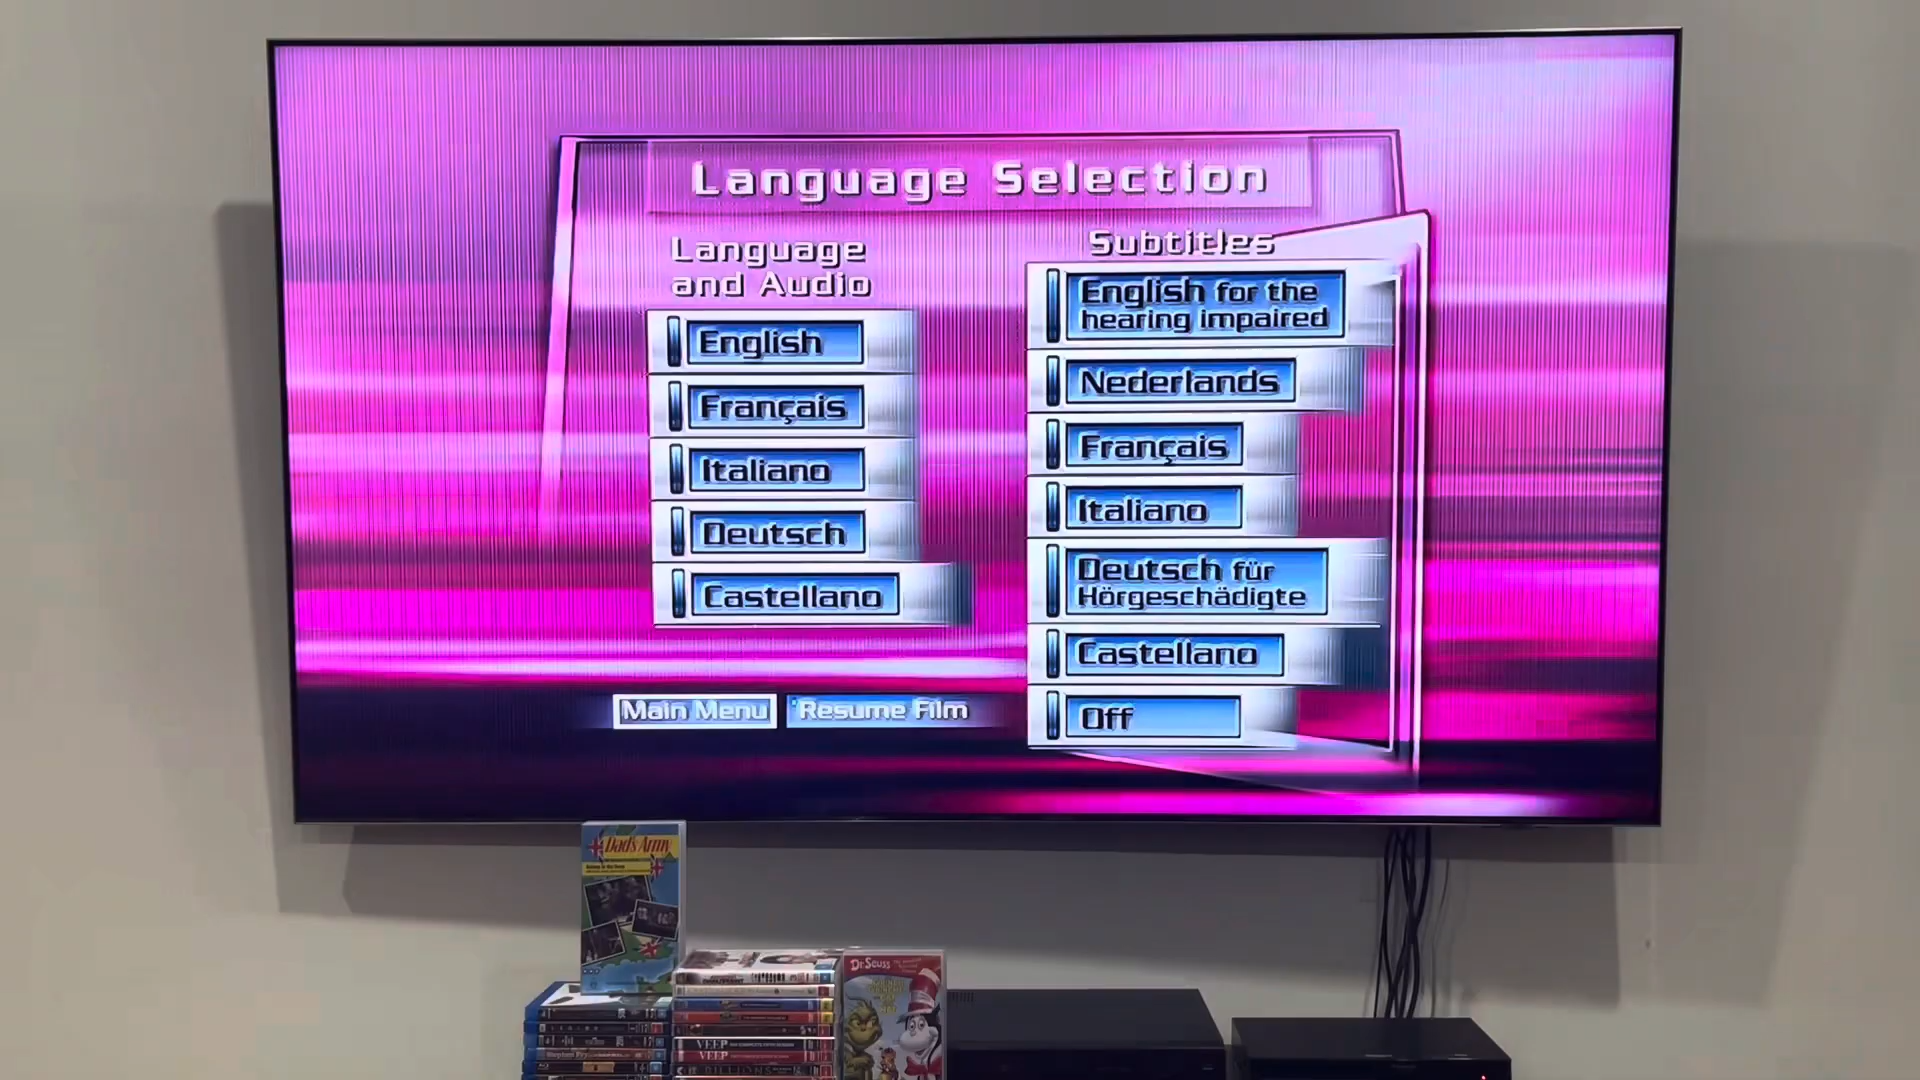 Language Selection
Language
and Audio
English
Français
Italiano
Deutsch
Castellano
Subtitles
English for the
hearing impaired
Nederlands
Français
Italiano
Deutsch für
Hörgeschädigte
Castellano
Off
Main Menu
Resume Film
Dad's Army
Dr. Seuss
VEEP
VEEP
BILLIONS